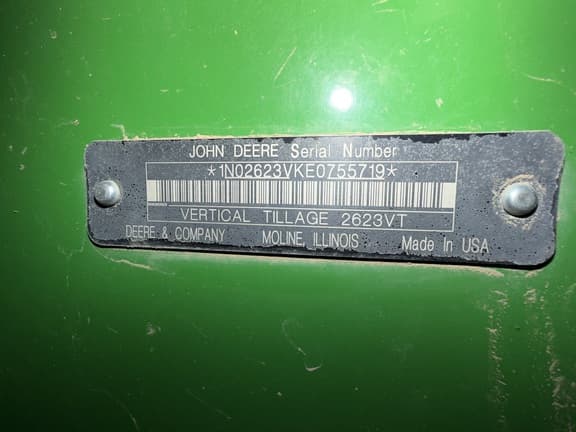 JOHN DEERE Serial Number
*1N02623VKE0755719*
VERTICAL TILLAGE 2623VT
DEERE & COMPANY MOLINE, ILLINOIS Made In USA